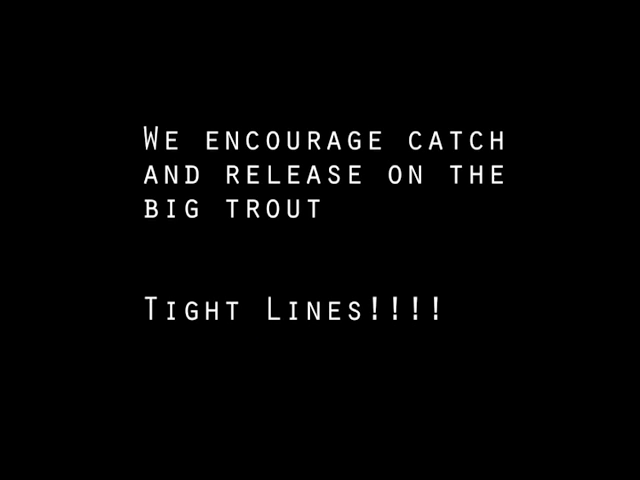 We encourage catch
and release on the
big trout
Tight Lines!!!!